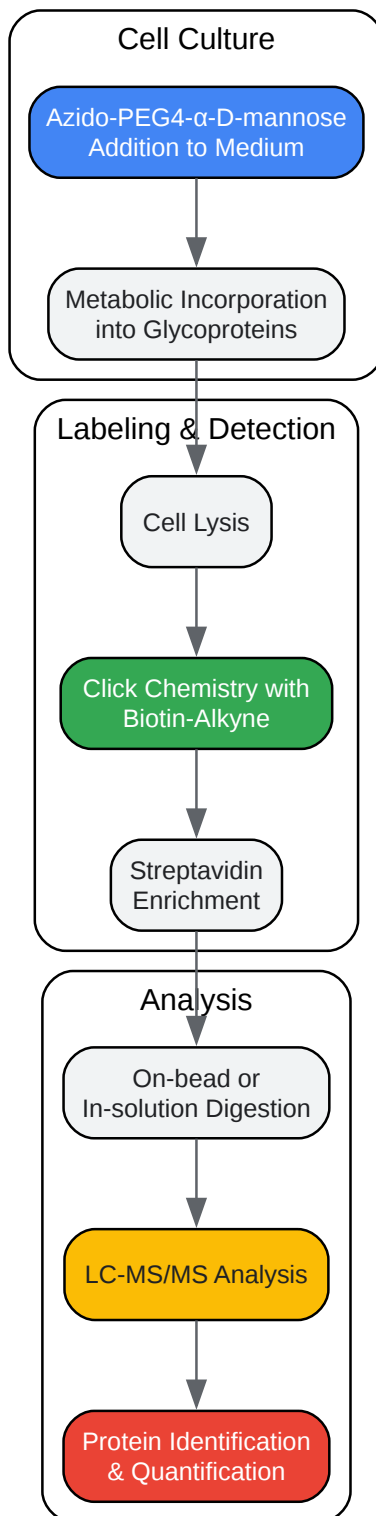 Cell Culture
Azido-PEG4-α-D-mannose
Addition to Medium
Metabolic Incorporation
into Glycoproteins
Labeling & Detection
Cell Lysis
Click Chemistry with
Biotin-Alkyne
Streptavidin
Enrichment
Analysis
On-bead or
In-solution Digestion
LC-MS/MS Analysis
Protein Identification
& Quantification